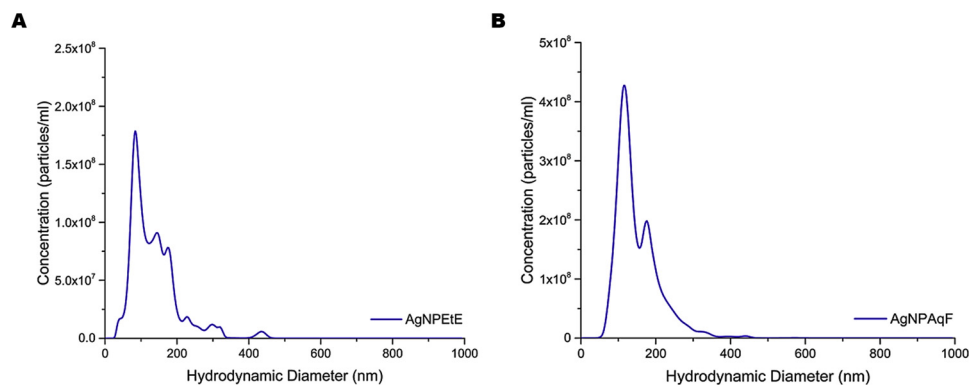 A
Concentration (particles/ml)
2.5x10⁸
2.0x10⁸
1.5x10⁸
1.0x10⁸
5.0x10⁷
0.0
0 200 400 600 800 1000
Hydrodynamic Diameter (nm)
AgNPEtE
B
Concentration (particles/ml)
5x10⁸
4x10⁸
3x10⁸
2x10⁸
1x10⁸
0
0 200 400 600 800 1000
Hydrodynamic Diameter (nm)
AgNPAqF